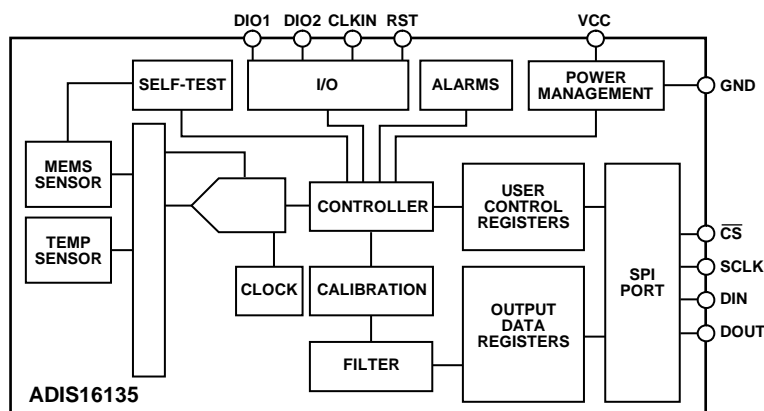 DIO1 DIO2 CLKIN RST VCC
SELF-TEST
I/O
ALARMS
POWER
MANAGEMENT
GND
MEMS
SENSOR
TEMP
SENSOR
CONTROLLER
USER
CONTROL
REGISTERS
CLOCK
CALIBRATION
FILTER
OUTPUT
DATA
REGISTERS
SPI
PORT
CS
SCLK
DIN
DOUT
ADIS16135